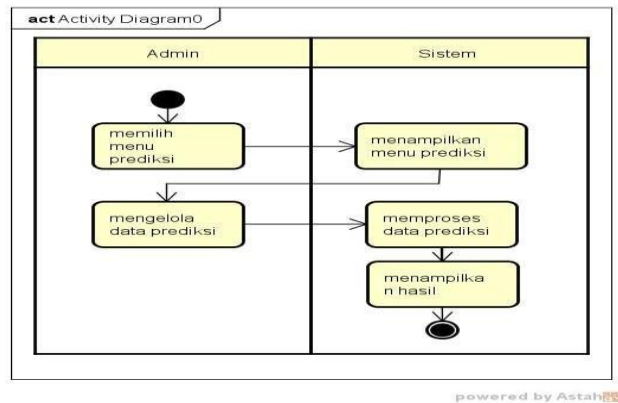 act Activity Diagram0
Admin
Sistem
memilih
menu
prediksi
menampilkan
menu prediksi
mengelola
data prediksi
memproses
data prediksi
menampilka
n hasil
powered by Astah